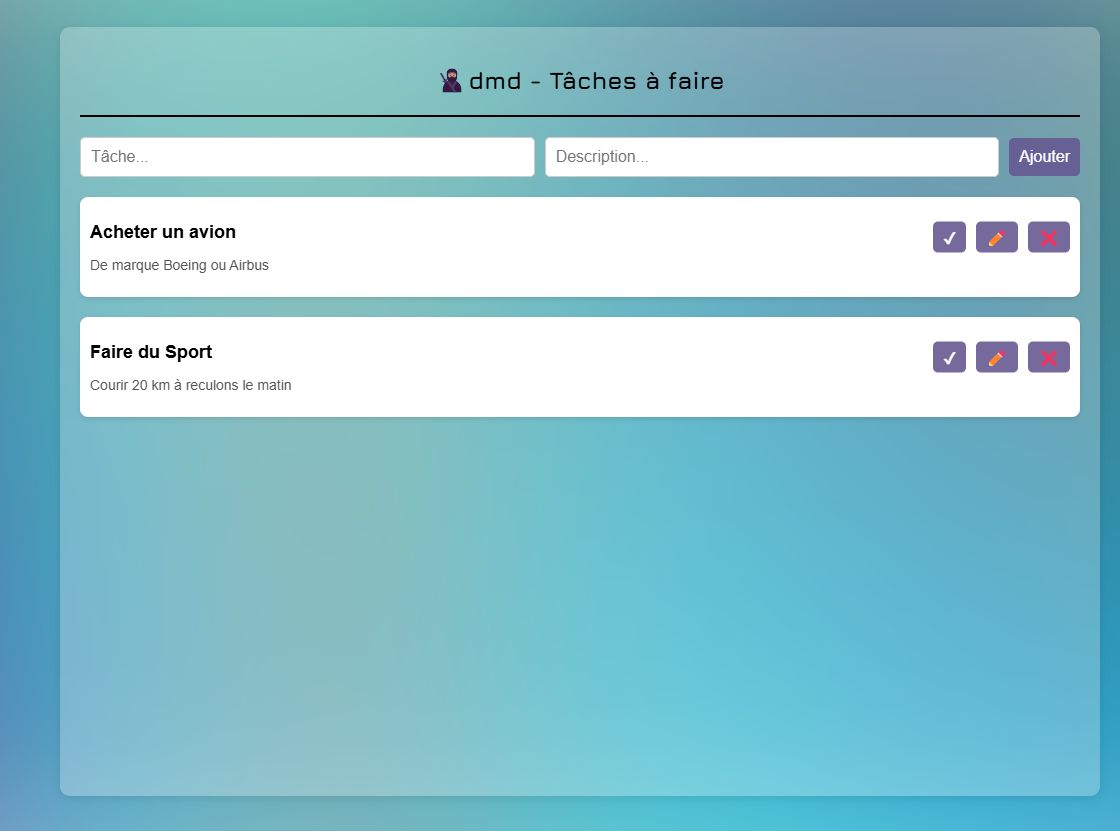 dmd - Tâches à faire
Tâche...
Description...
Ajouter
Acheter un avion
De marque Boeing ou Airbus
Faire du Sport
Courir 20 km à reculons le matin